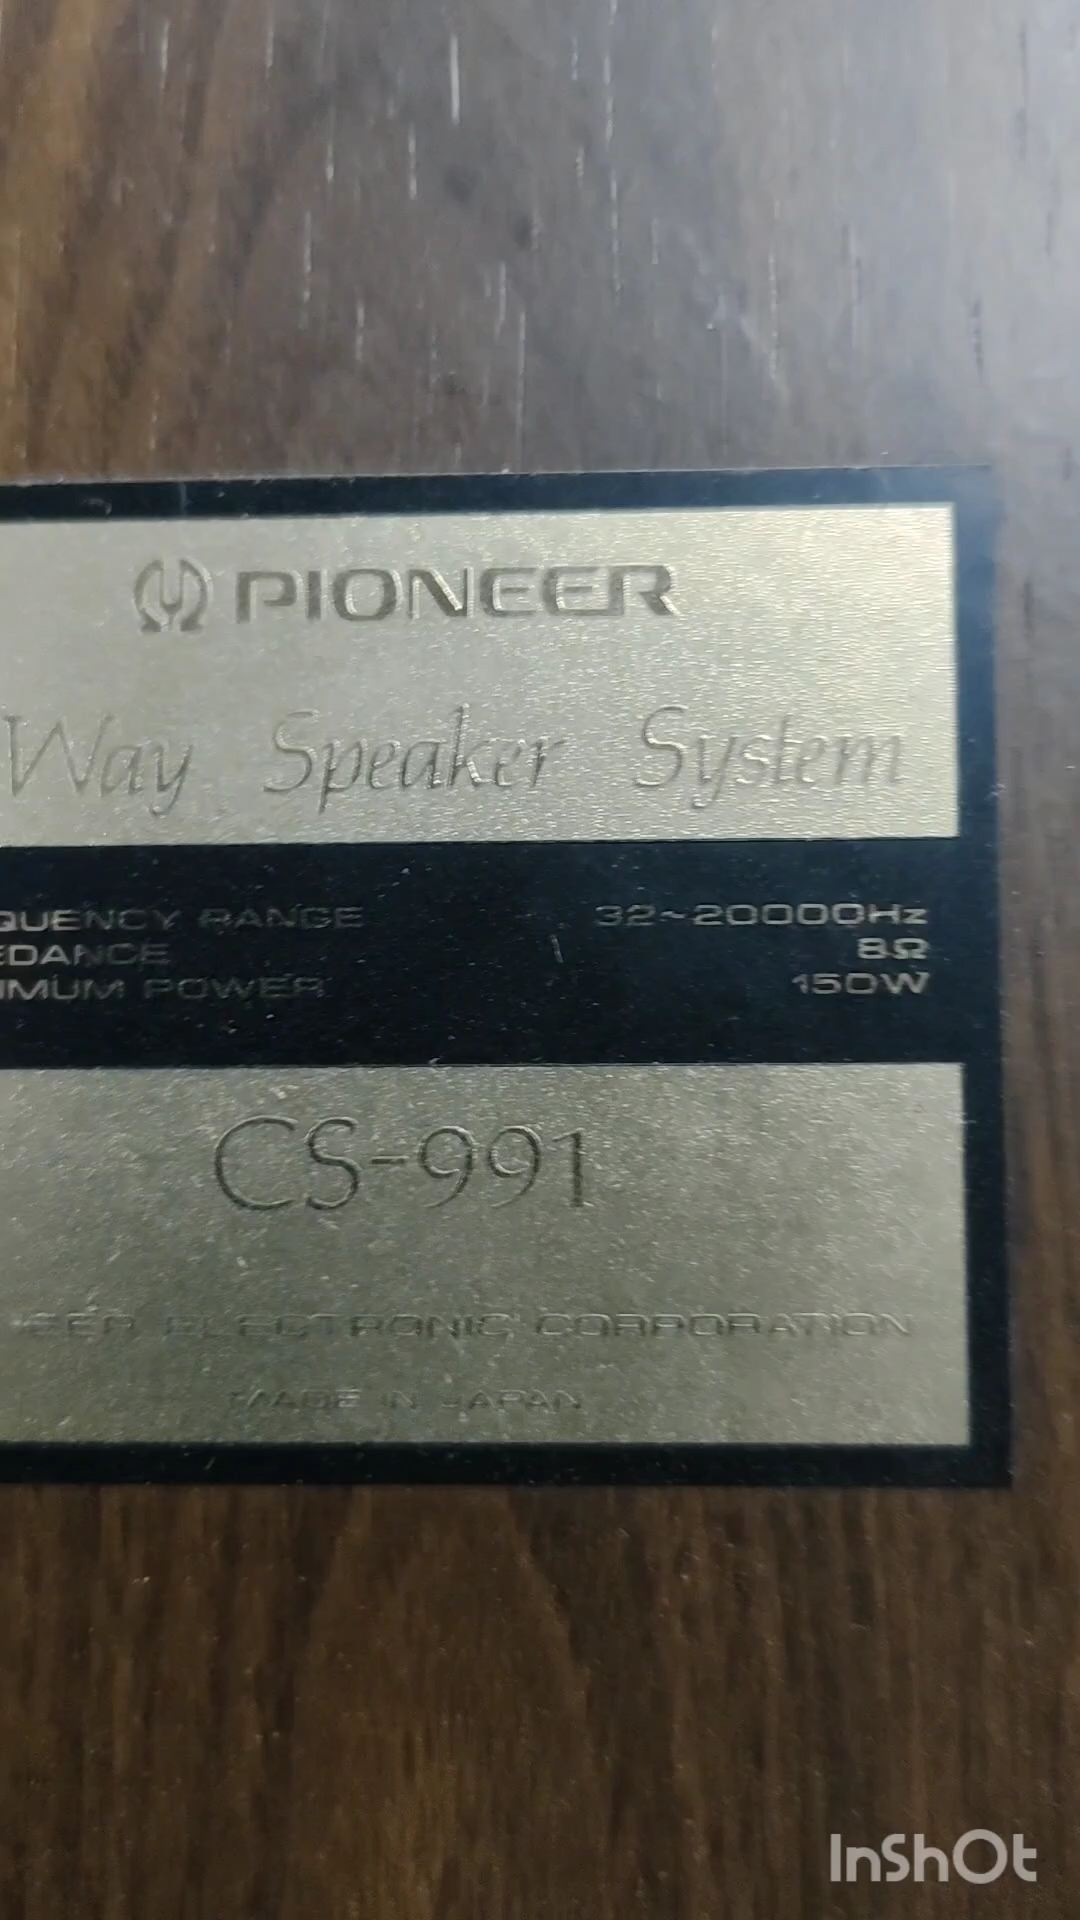 PIONEER
Way Speaker System
QUENCY RANGE 32~20000Hz
EDANCE 8Ω
IMUM POWER 150W
CS-991
EER ELECTRONIC CORPORATION
MADE IN JAPAN
InShOt